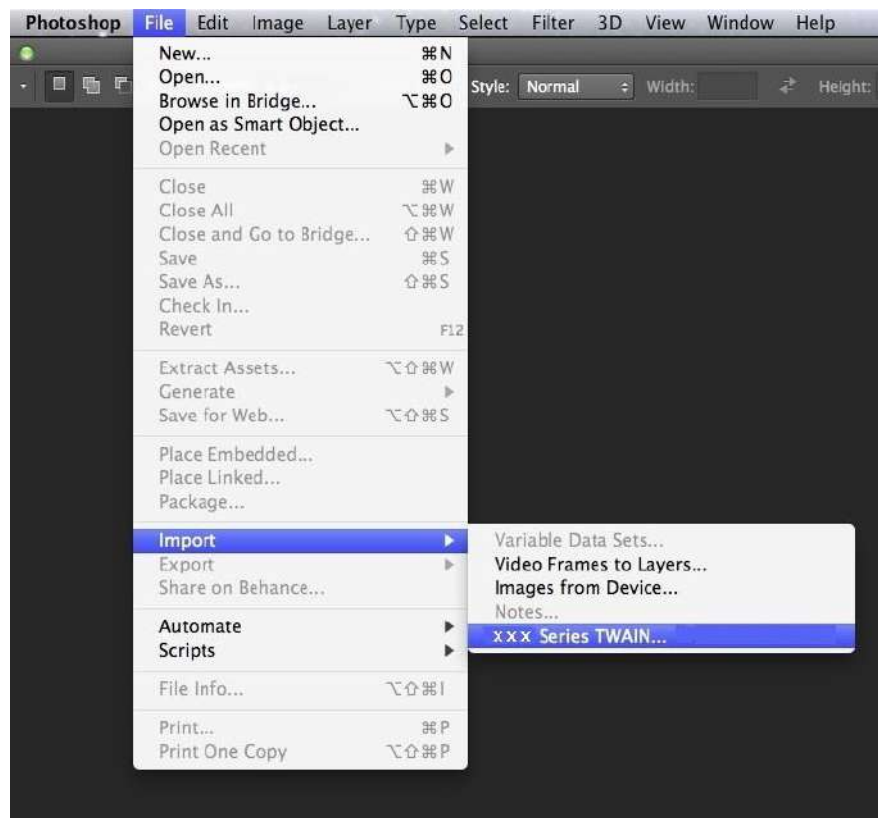 Photoshop File Edit Image Layer Type Select Filter 3D View Window Help
Style: Normal Width: Height:
New... ⌘N
Open... ⌘O
Browse in Bridge... ⌥⌘O
Open as Smart Object...
Open Recent
Close ⌘W
Close All ⌥⌘W
Close and Go to Bridge... ⇧⌘W
Save ⌘S
Save As... ⇧⌘S
Check In...
Revert F12
Extract Assets... ⌥⇧⌘W
Generate
Save for Web... ⌥⇧⌘S
Place Embedded...
Place Linked...
Package...
Import
Export
Share on Behance...
Automate
Scripts
File Info... ⌥⇧⌘I
Print... ⌘P
Print One Copy ⌥⇧⌘P
Variable Data Sets...
Video Frames to Layers...
Images from Device...
Notes...
xxx Series TWAIN...